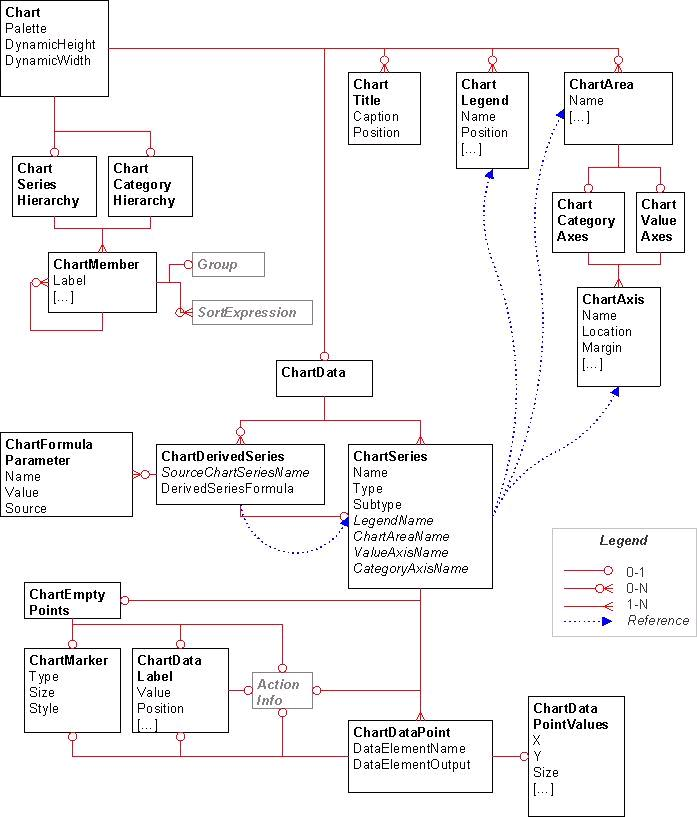 Chart
Palette
DynamicHeight
DynamicWidth
Chart
Title
Caption
Position
Chart
Legend
Name
Position
[...]
ChartArea
Name
[...]
Chart
Series
Hierarchy
Chart
Category
Hierarchy
Chart
Category
Axes
Chart
Value
Axes
ChartMember
Label
[...]
Group
SortExpression
ChartAxis
Name
Location
Margin
[...]
ChartData
ChartFormula
Parameter
Name
Value
Source
ChartDerivedSeries
SourceChartSeriesName
DerivedSeriesFormula
ChartSeries
Name
Type
Subtype
LegendName
ChartAreaName
ValueAxisName
CategoryAxisName
Legend
0-1
0-N
1-N
Reference
ChartEmpty
Points
ChartMarker
Type
Size
Style
ChartData
Label
Value
Position
[...]
Action
Info
ChartDataPoint
DataElementName
DataElementOutput
ChartData
PointValues
X
Y
Size
[...]